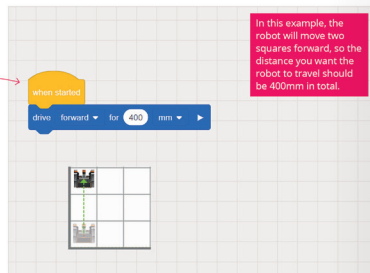 In this example, the
robot will move two
squares forward, so the
distance you want the
robot to travel should
be 400mm in total.
when started
drive forward for 400 mm